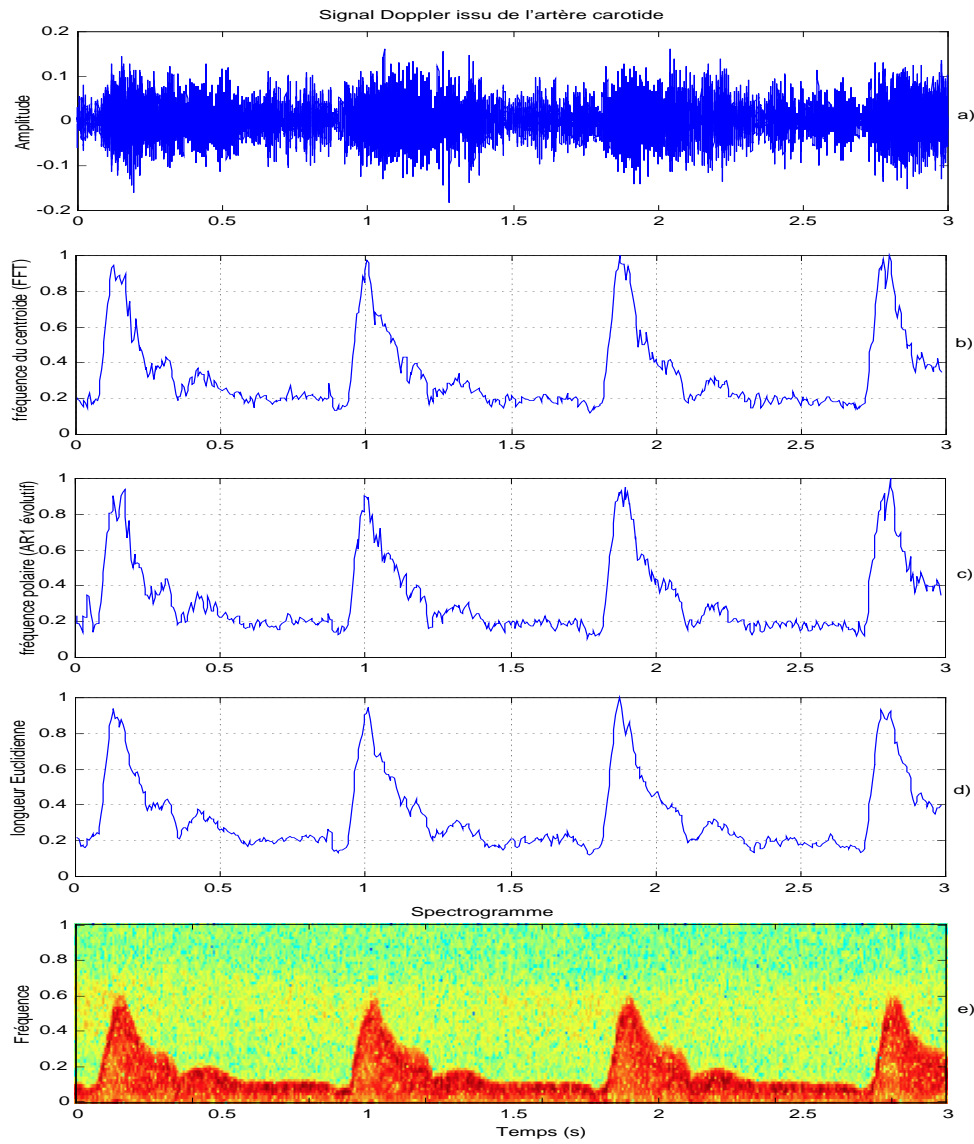 Signal Doppler issu de l'artère carotide
0.2
0.1
0
-0.1
-0.2
Amplitude
0 0.5 1 1.5 2 2.5 3
a)
1
0.8
0.6
0.4
0.2
0
fréquence du centroide (FFT)
0 0.5 1 1.5 2 2.5 3
b)
1
0.8
0.6
0.4
0.2
0
fréquence polaire (AR1 évolutif)
0 0.5 1 1.5 2 2.5 3
c)
1
0.8
0.6
0.4
0.2
0
longueur Euclidienne
0 0.5 1 1.5 2 2.5 3
d)
Spectrogramme
1
0.8
0.6
0.4
0.2
0
Fréquence
0 0.5 1 1.5 2 2.5 3
e)
Temps (s)